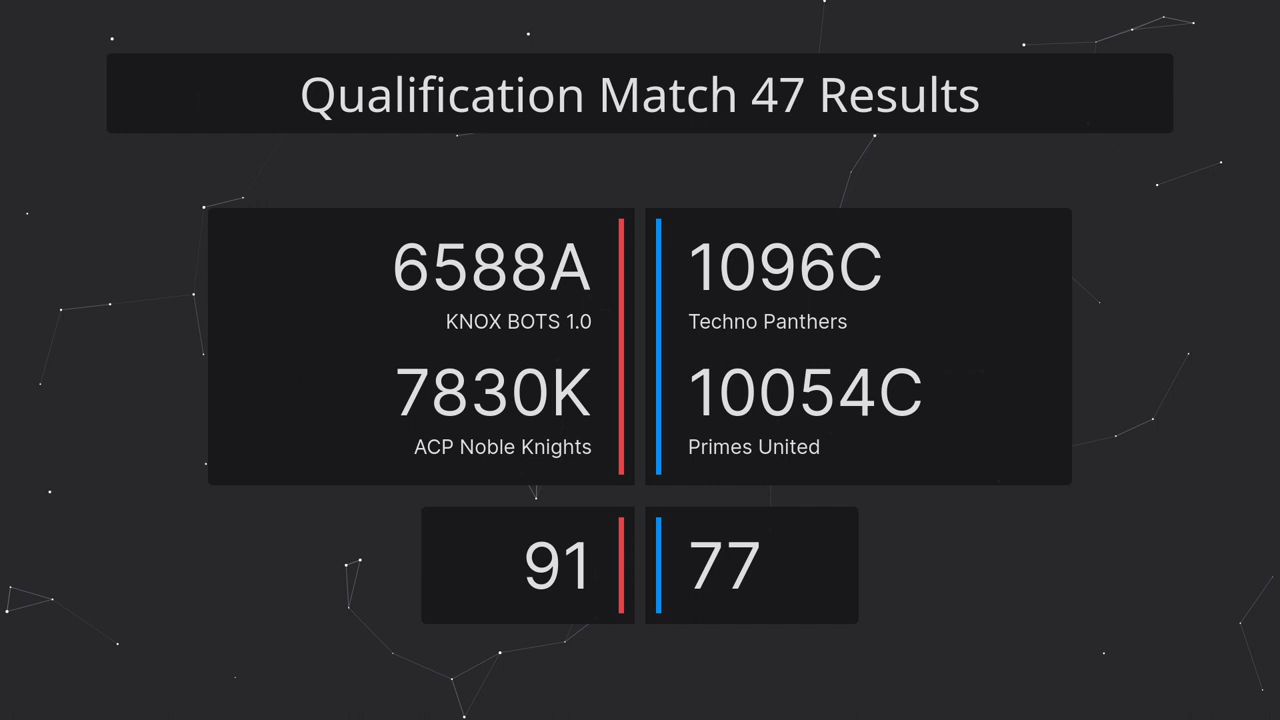 Qualification Match 47 Results
6588A
KNOX BOTS 1.0
7830K
ACP Noble Knights
1096C
Techno Panthers
10054C
Primes United
91
77